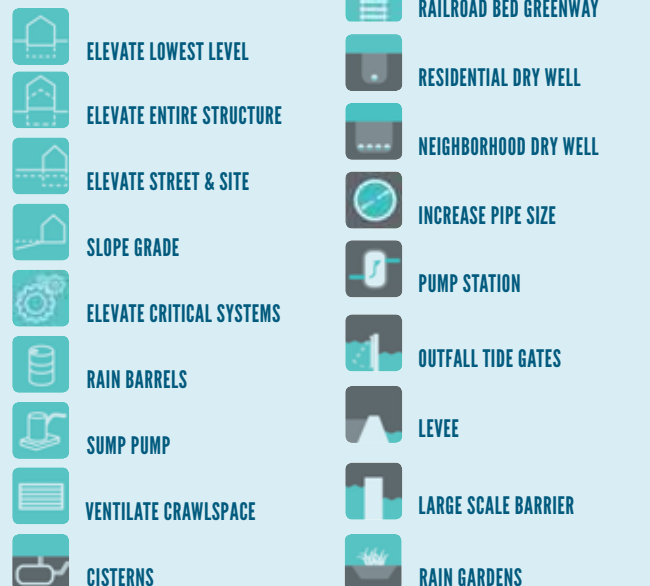 ELEVATE LOWEST LEVEL
ELEVATE ENTIRE STRUCTURE
ELEVATE STREET & SITE
SLOPE GRADE
ELEVATE CRITICAL SYSTEMS
RAIN BARRELS
SUMP PUMP
VENTILATE CRAWLSPACE
CISTERNS
RAILROAD BED GREENWAY
RESIDENTIAL DRY WELL
NEIGHBORHOOD DRY WELL
INCREASE PIPE SIZE
PUMP STATION
OUTFALL TIDE GATES
LEVEE
LARGE SCALE BARRIER
RAIN GARDENS